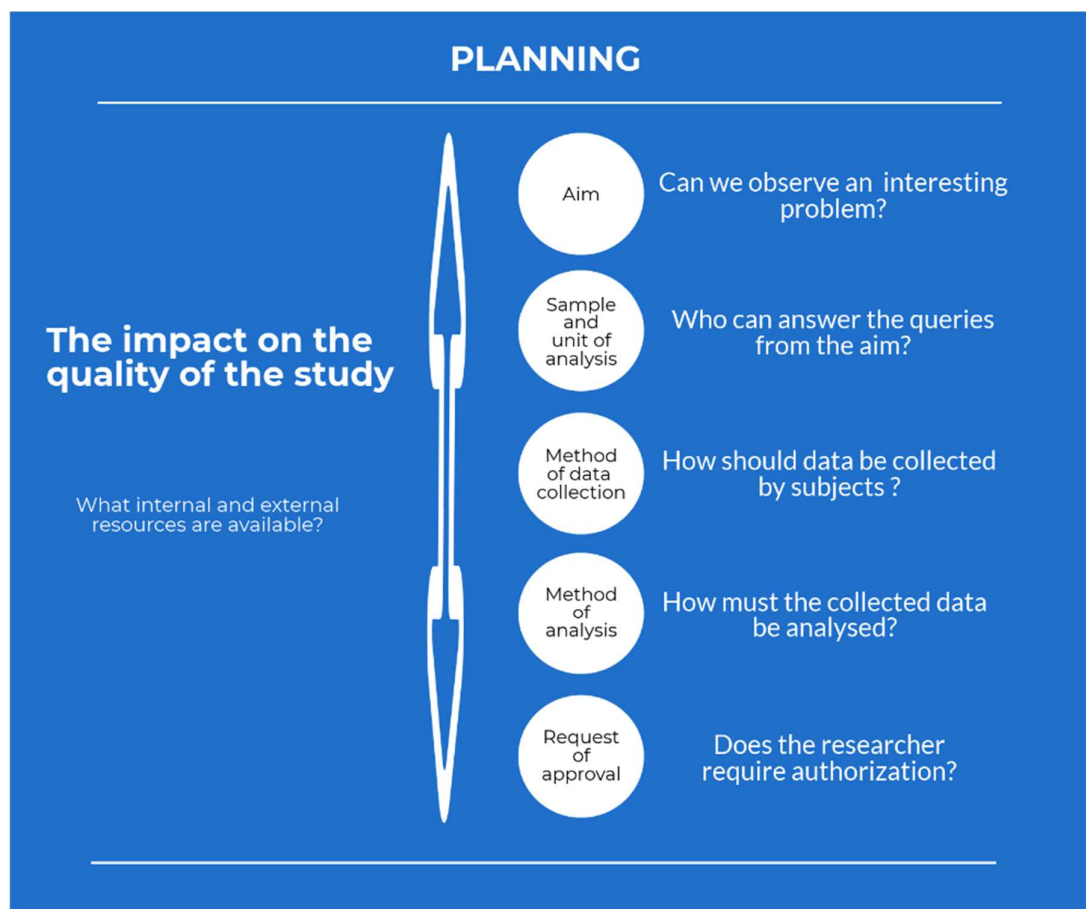 PLANNING
The impact on the
quality of the study
What internal and external
resources are available?
Aim
Can we observe an interesting
problem?
Sample
and
unit of
analysis
Who can answer the queries
from the aim?
Method
of data
collection
How should data be collected
by subjects ?
Method
of
analysis
How must the collected data
be analysed?
Request
of
approval
Does the researcher
require authorization?